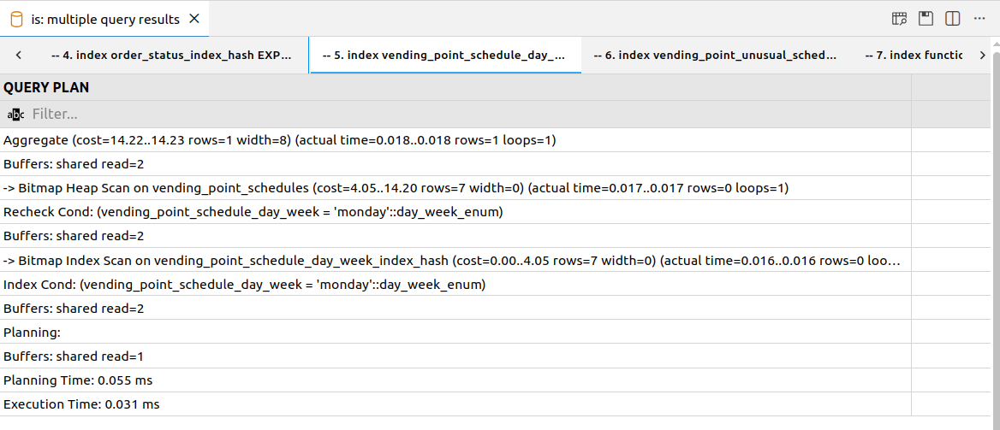 is: multiple query results
-- 4. index order_status_index_hash EXP...
-- 5. index vending_point_schedule_day_...
-- 6. index vending_point_unusual_sched...
-- 7. index functic
QUERY PLAN
abc Filter...
Aggregate (cost=14.22..14.23 rows=1 width=8) (actual time=0.018..0.018 rows=1 loops=1)
Buffers: shared read=2
-> Bitmap Heap Scan on vending_point_schedules (cost=4.05..14.20 rows=7 width=0) (actual time=0.017..0.017 rows=0 loops=1)
Recheck Cond: (vending_point_schedule_day_week = 'monday'::day_week_enum)
Buffers: shared read=2
-> Bitmap Index Scan on vending_point_schedule_day_week_index_hash (cost=0.00..4.05 rows=7 width=0) (actual time=0.016..0.016 rows=0 loo...
Index Cond: (vending_point_schedule_day_week = 'monday'::day_week_enum)
Buffers: shared read=2
Planning:
Buffers: shared read=1
Planning Time: 0.055 ms
Execution Time: 0.031 ms